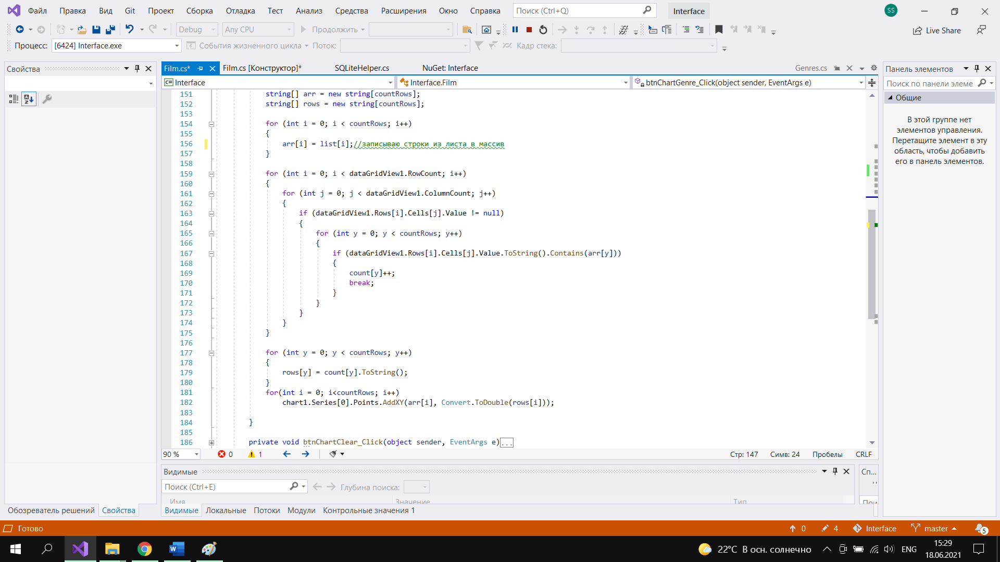 Файл Правка Вид Git Проект Сборка Отладка Тест Анализ Средства Расширения Окно Справка Поиск (Ctrl+Q) Interface SS
Debug Any CPU Продолжить Live Share
Процесс: [6424] Interface.exe События жизненного цикла Поток: Кадр стека:
Свойства
Film.cs* Film.cs [Конструктор]* SQLiteHelper.cs NuGet: Interface Genres.cs
C# Interface Interface.Film btnChartGenre_Click(object sender, EventArgs e)
151 string[] arr = new string[countRows];
152 string[] rows = new string[countRows];
153
154 for (int i = 0; i < countRows; i++)
155 {
156 arr[i] = list[i];//записываю строки из листа в массив
157 }
158
159 for (int i = 0; i < dataGridView1.RowCount; i++)
160 {
161 for (int j = 0; j < dataGridView1.ColumnCount; j++)
162 {
163 if (dataGridView1.Rows[i].Cells[j].Value != null)
164 {
165 for (int y = 0; y < countRows; y++)
166 {
167 if (dataGridView1.Rows[i].Cells[j].Value.ToString().Contains(arr[y]))
168 {
169 count[y]++;
170 break;
171 }
172 }
173 }
174 }
175 }
176
177 for (int y = 0; y < countRows; y++)
178 {
179 rows[y] = count[y].ToString();
180 }
181 for(int i = 0; i<countRows; i++)
182 chart1.Series[0].Points.AddXY(arr[i], Convert.ToDouble(rows[i]));
183
184 }
185
186 private void btnChartClear_Click(object sender, EventArgs e)...
90 % 0 1 Стр: 147 Симв: 24 Пробелы CRLF
Панель элементов
Поиск по панели элеме
Общие
В этой группе нет
элементов управления.
Перетащите элемент в эту
область, чтобы добавить
его в панель элементов.
Видимые
Сп...
Поиск (Ctrl+E) Глубина поиска:
Имя Значение Тип
Обозреватель решений Свойства Видимые Локальные Потоки Модули Контрольные значения 1
Готово 0 4 Interface master 5
22°C В осн. солнечно ENG 15:29
18.06.2021